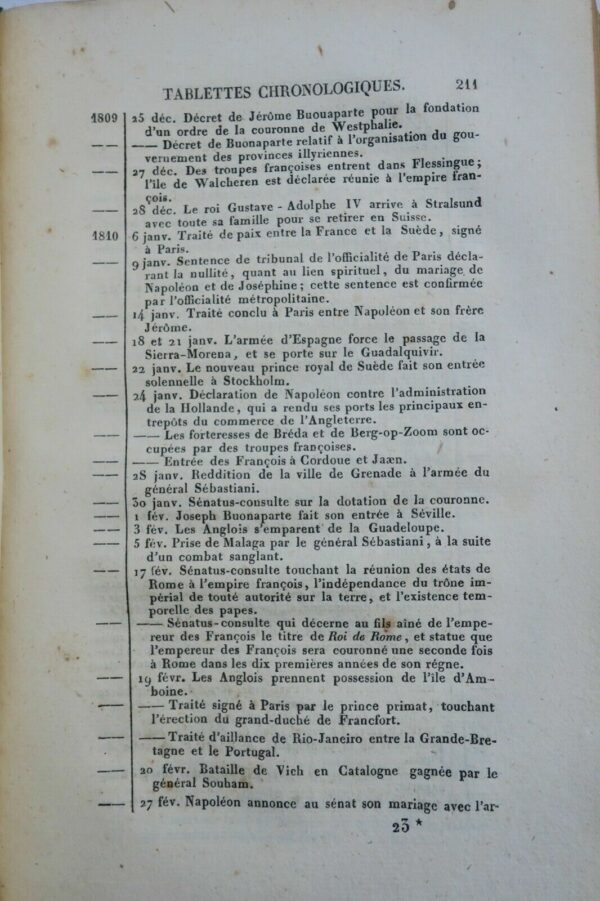 TABLETTES CHRONOLOGIQUES. 211
1809 25 déc. Décret de Jérôme Buouaparte pour la fondation
d'un ordre de la couronne de Westphalie.
—— —— Décret de Buonaparte relatif à l'organisation du gou-
vernement des provinces illyriennes.
—— 27 déc. Des troupes françoises entrent dans Flessingue;
l'île de Walcheren est déclarée réunie à l'empire fran-
çois.
—— 28 déc. Le roi Gustave-Adolphe IV arrive à Stralsund
avec toute sa famille pour se retirer en Suisse.
1810 6 janv. Traité de paix entre la France et la Suède, signé
à Paris.
—— 9 janv. Sentence de tribunal de l'officialité de Paris décla-
rant la nullité, quant au lien spirituel, du mariage de
Napoléon et de Joséphine; cette sentence est confirmée
par l'officialité métropolitaine.
—— 14 janv. Traité conclu à Paris entre Napoléon et son frère
Jérôme.
—— 18 et 21 janv. L'armée d'Espagne force le passage de la
Sierra-Morena, et se porte sur le Guadalquivir.
—— 22 janv. Le nouveau prince royal de Suède fait son entrée
solennelle à Stockholm.
—— 24 janv. Déclaration de Napoléon contre l'administration
de la Hollande, qui a rendu ses ports les principaux en-
trepôts du commerce de l'Angleterre.
—— —— Les forteresses de Bréda et de Berg-op-Zoom sont oc-
cupées par des troupes françoises.
—— —— Entrée des François à Cordoue et Jaæn.
—— 28 janv. Reddition de la ville de Grenade à l'armée du
général Sébastiani.
—— 30 janv. Sénatus-consulte sur la dotation de la couronne.
—— 1 fév. Joseph Buonaparte fait son entrée à Séville.
—— 3 fév. Les Anglois s'emparent de la Guadeloupe.
—— 5 fév. Prise de Malaga par le général Sébastiani, à la suite
d'un combat sanglant.
—— 17 fév. Sénatus-consulte touchant la réunion des états de
Rome à l'empire françois, l'indépendance du trône im-
périal de touté autorité sur la terre, et l'existence tem-
porelle des papes.
—— —— Sénatus-consulte qui décerne au fils aîné de l'empe-
reur des François le titre de Roi de Rome, et statue que
l'empereur des François sera couronné une seconde fois
à Rome dans les dix premières années de son régne.
—— 19 févr. Les Anglois prennent possession de l'île d'Am-
boine.
—— —— Traité signé à Paris par le prince primat, touchant
l'érection du grand-duché de Francfort.
—— —— Traité d'aillance de Rio-Janeiro entre la Grande-Bre-
tagne et le Portugal.
—— 20 févr. Bataille de Vich en Catalogne gagnée par le
général Souham.
—— 27 fév. Napoléon annonce au sénat son mariage avec l'ar-
23 *